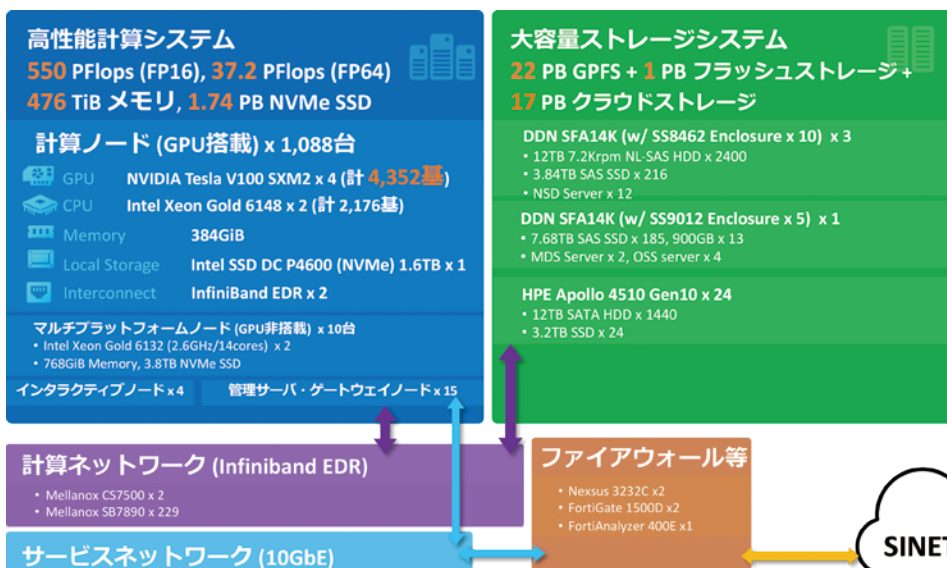 高性能計算システム
550 PFlops (FP16), 37.2 PFlops (FP64)
476 TiB メモリ, 1.74 PB NVMe SSD
計算ノード (GPU搭載) x 1,088台
GPU NVIDIA Tesla V100 SXM2 x 4 (計 4,352基)
CPU Intel Xeon Gold 6148 x 2 (計 2,176基)
Memory 384GiB
Local Storage Intel SSD DC P4600 (NVMe) 1.6TB x 1
Interconnect InfiniBand EDR x 2
マルチプラットフォームノード (GPU非搭載) x 10台
• Intel Xeon Gold 6132 (2.6GHz/14cores) x 2
• 768GiB Memory, 3.8TB NVMe SSD
インタラクティブノード x 4
管理サーバ・ゲートウェイノード x 15
大容量ストレージシステム
22 PB GPFS + 1 PB フラッシュストレージ +
17 PB クラウドストレージ
DDN SFA14K (w/ SS8462 Enclosure x 10) x 3
• 12TB 7.2Krpm NL-SAS HDD x 2400
• 3.84TB SAS SSD x 216
• NSD Server x 12
DDN SFA14K (w/ SS9012 Enclosure x 5) x 1
• 7.68TB SAS SSD x 185, 900GB x 13
• MDS Server x 2, OSS server x 4
HPE Apollo 4510 Gen10 x 24
• 12TB SATA HDD x 1440
• 3.2TB SSD x 24
計算ネットワーク (Infiniband EDR)
• Mellanox CS7500 x 2
• Mellanox SB7890 x 229
ファイアウォール等
• Nexsus 3232C x2
• FortiGate 1500D x2
• FortiAnalyzer 400E x1
サービスネットワーク (10GbE)
SINET